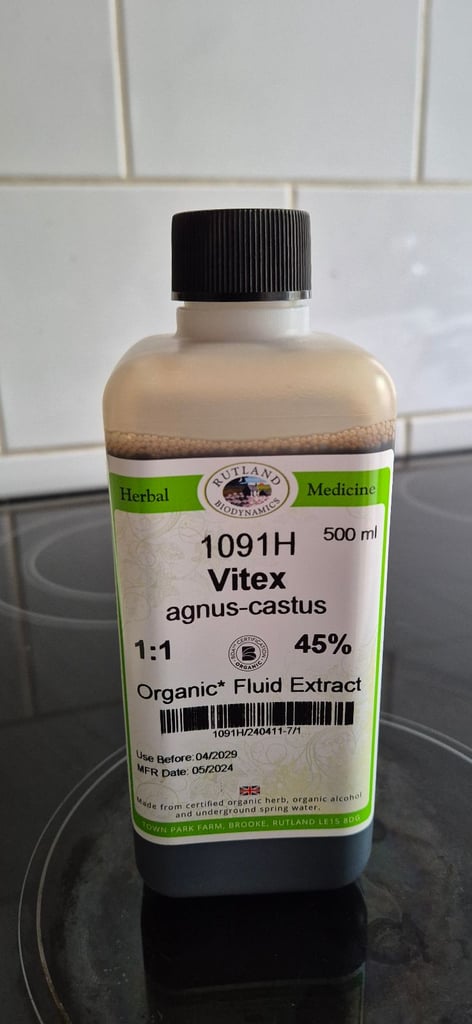 RUTLAND
BIODYNAMICS
Herbal Medicine
1091H 500 ml
Vitex
agnus-castus
1:1 45%
BDA CERTIFICATION
ORGANIC
Organic* Fluid Extract
1091H/240411-7/1
Use Before: 04/2029
MFR Date: 05/2024
Made from certified organic herb, organic alcohol
and underground spring water.
TOWN PARK FARM, BROOKE, RUTLAND LE15 8DG